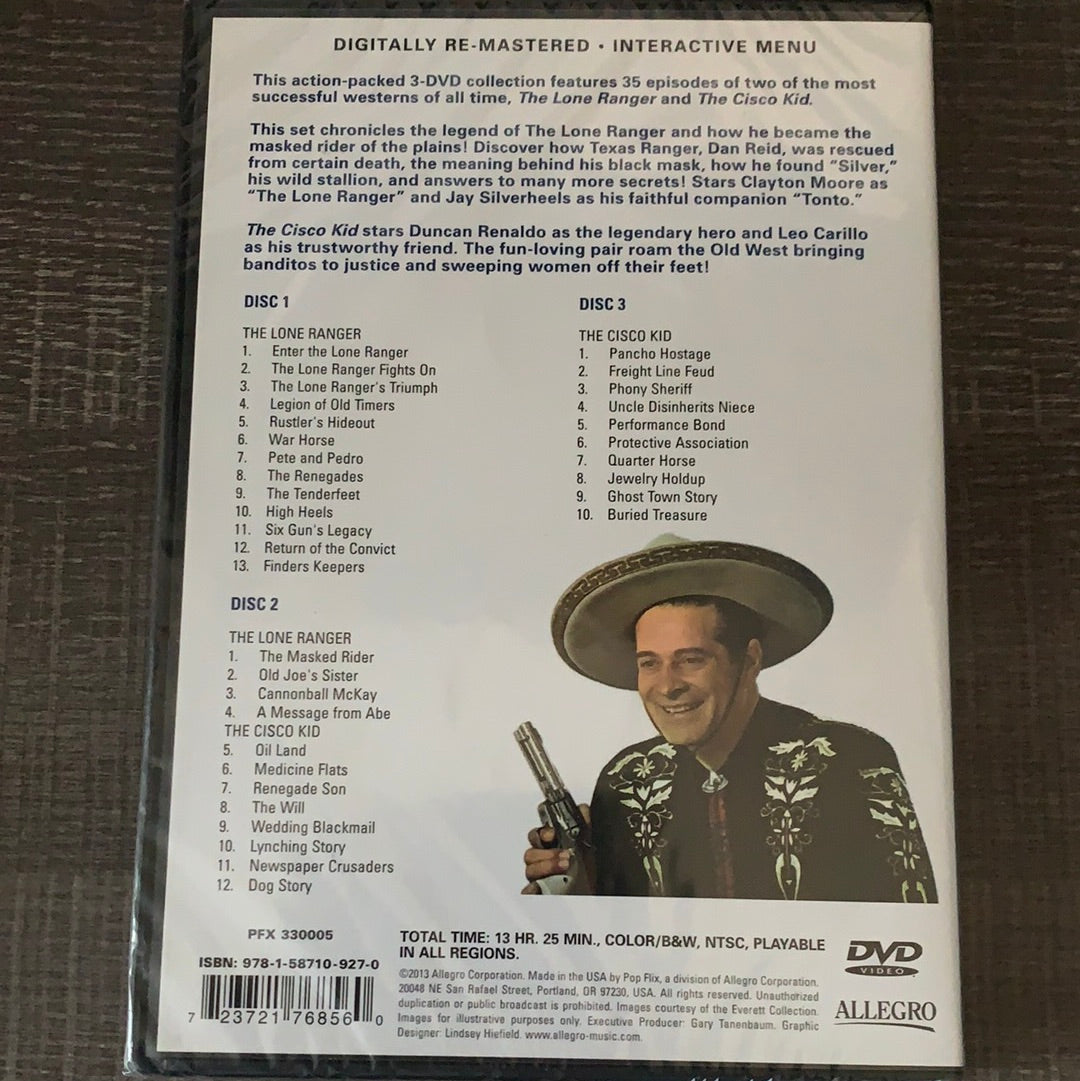 DIGITALLY RE-MASTERED • INTERACTIVE MENU
This action-packed 3-DVD collection features 35 episodes of two of the most
successful westerns of all time, The Lone Ranger and The Cisco Kid.
This set chronicles the legend of The Lone Ranger and how he became the
masked rider of the plains! Discover how Texas Ranger, Dan Reid, was rescued
from certain death, the meaning behind his black mask, how he found “Silver,”
his wild stallion, and answers to many more secrets! Stars Clayton Moore as
“The Lone Ranger” and Jay Silverheels as his faithful companion “Tonto.”
The Cisco Kid stars Duncan Renaldo as the legendary hero and Leo Carillo
as his trustworthy friend. The fun-loving pair roam the Old West bringing
banditos to justice and sweeping women off their feet!
DISC 1
THE LONE RANGER
1. Enter the Lone Ranger
2. The Lone Ranger Fights On
3. The Lone Ranger's Triumph
4. Legion of Old Timers
5. Rustler's Hideout
6. War Horse
7. Pete and Pedro
8. The Renegades
9. The Tenderfeet
10. High Heels
11. Six Gun's Legacy
12. Return of the Convict
13. Finders Keepers
DISC 2
THE LONE RANGER
1. The Masked Rider
2. Old Joe's Sister
3. Cannonball McKay
4. A Message from Abe
THE CISCO KID
5. Oil Land
6. Medicine Flats
7. Renegade Son
8. The Will
9. Wedding Blackmail
10. Lynching Story
11. Newspaper Crusaders
12. Dog Story
DISC 3
THE CISCO KID
1. Pancho Hostage
2. Freight Line Feud
3. Phony Sheriff
4. Uncle Disinherits Niece
5. Performance Bond
6. Protective Association
7. Quarter Horse
8. Jewelry Holdup
9. Ghost Town Story
10. Buried Treasure
PFX 330005
ISBN: 978-1-58710-927-0
7 23721 76856 0
TOTAL TIME: 13 HR. 25 MIN., COLOR/B&W, NTSC, PLAYABLE
IN ALL REGIONS.
©2013 Allegro Corporation. Made in the USA by Pop Flix, a division of Allegro Corporation.
20048 NE San Rafael Street, Portland, OR 97230, USA. All rights reserved. Unauthorized
duplication or public broadcast is prohibited. Images courtesy of the Everett Collection.
Images for illustrative purposes only. Executive Producer: Gary Tanenbaum. Graphic
Designer: Lindsey Hiefield. www.allegro-music.com.
DVD
VIDEO
ALLEGRO